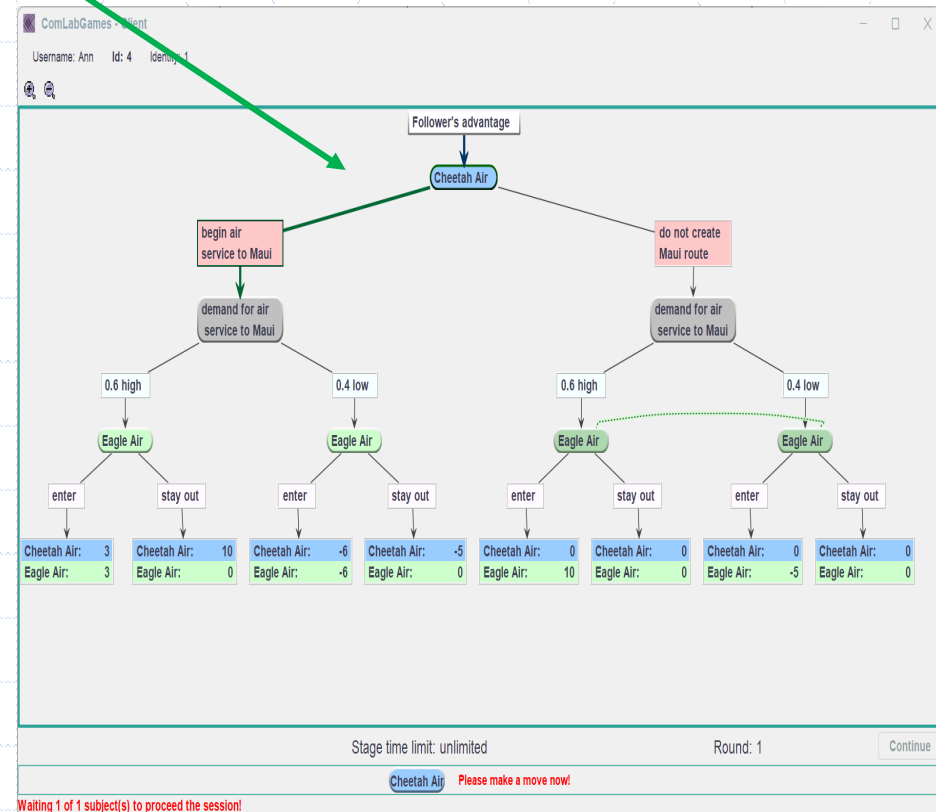 ComLabGames - Client
Username: Ann Id: 4 Identity: 1
Follower's advantage
Cheetah Air
begin air
service to Maui
do not create
Maui route
demand for air
service to Maui
demand for air
service to Maui
0.6 high
0.4 low
0.6 high
0.4 low
Eagle Air
Eagle Air
Eagle Air
Eagle Air
enter
stay out
enter
stay out
enter
stay out
enter
stay out
Cheetah Air: 3
Eagle Air: 3
Cheetah Air: 10
Eagle Air: 0
Cheetah Air: -6
Eagle Air: -6
Cheetah Air: -5
Eagle Air: 0
Cheetah Air: 0
Eagle Air: 10
Cheetah Air: 0
Eagle Air: 0
Cheetah Air: 0
Eagle Air: -5
Cheetah Air: 0
Eagle Air: 0
Stage time limit: unlimited
Round: 1
Continue
Cheetah Air
Please make a move now!
Waiting 1 of 1 subject(s) to proceed the session!